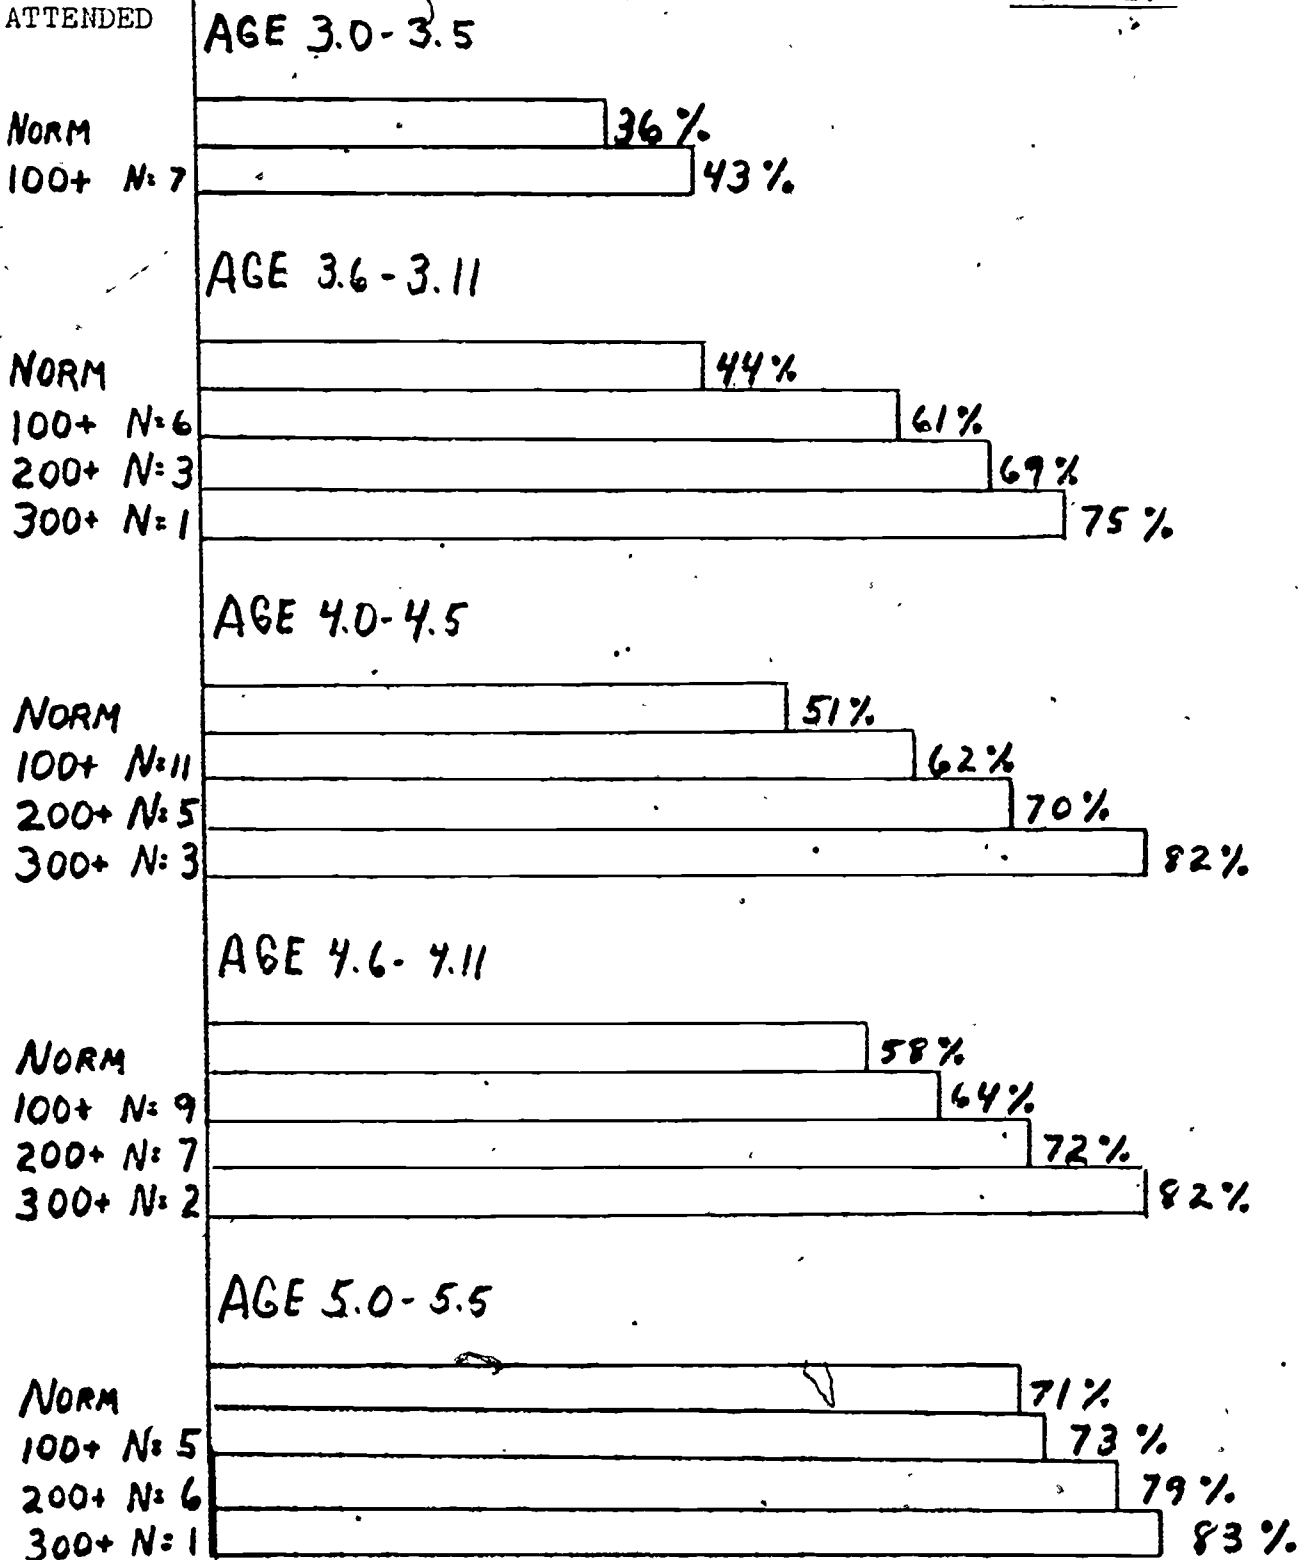 ATTENDED
AGE 3.0-3.5
NORM 36%
100+ N=7 43%
AGE 3.6-3.11
NORM 44%
100+ N=6 61%
200+ N=3 69%
300+ N=1 75%
AGE 4.0-4.5
NORM 51%
100+ N=11 62%
200+ N=5 70%
300+ N=3 82%
AGE 4.6-4.11
NORM 58%
100+ N=9 64%
200+ N=7 72%
300+ N=2 82%
AGE 5.0-5.5
NORM 71%
100+ N=5 73%
200+ N=6 79%
300+ N=1 83%